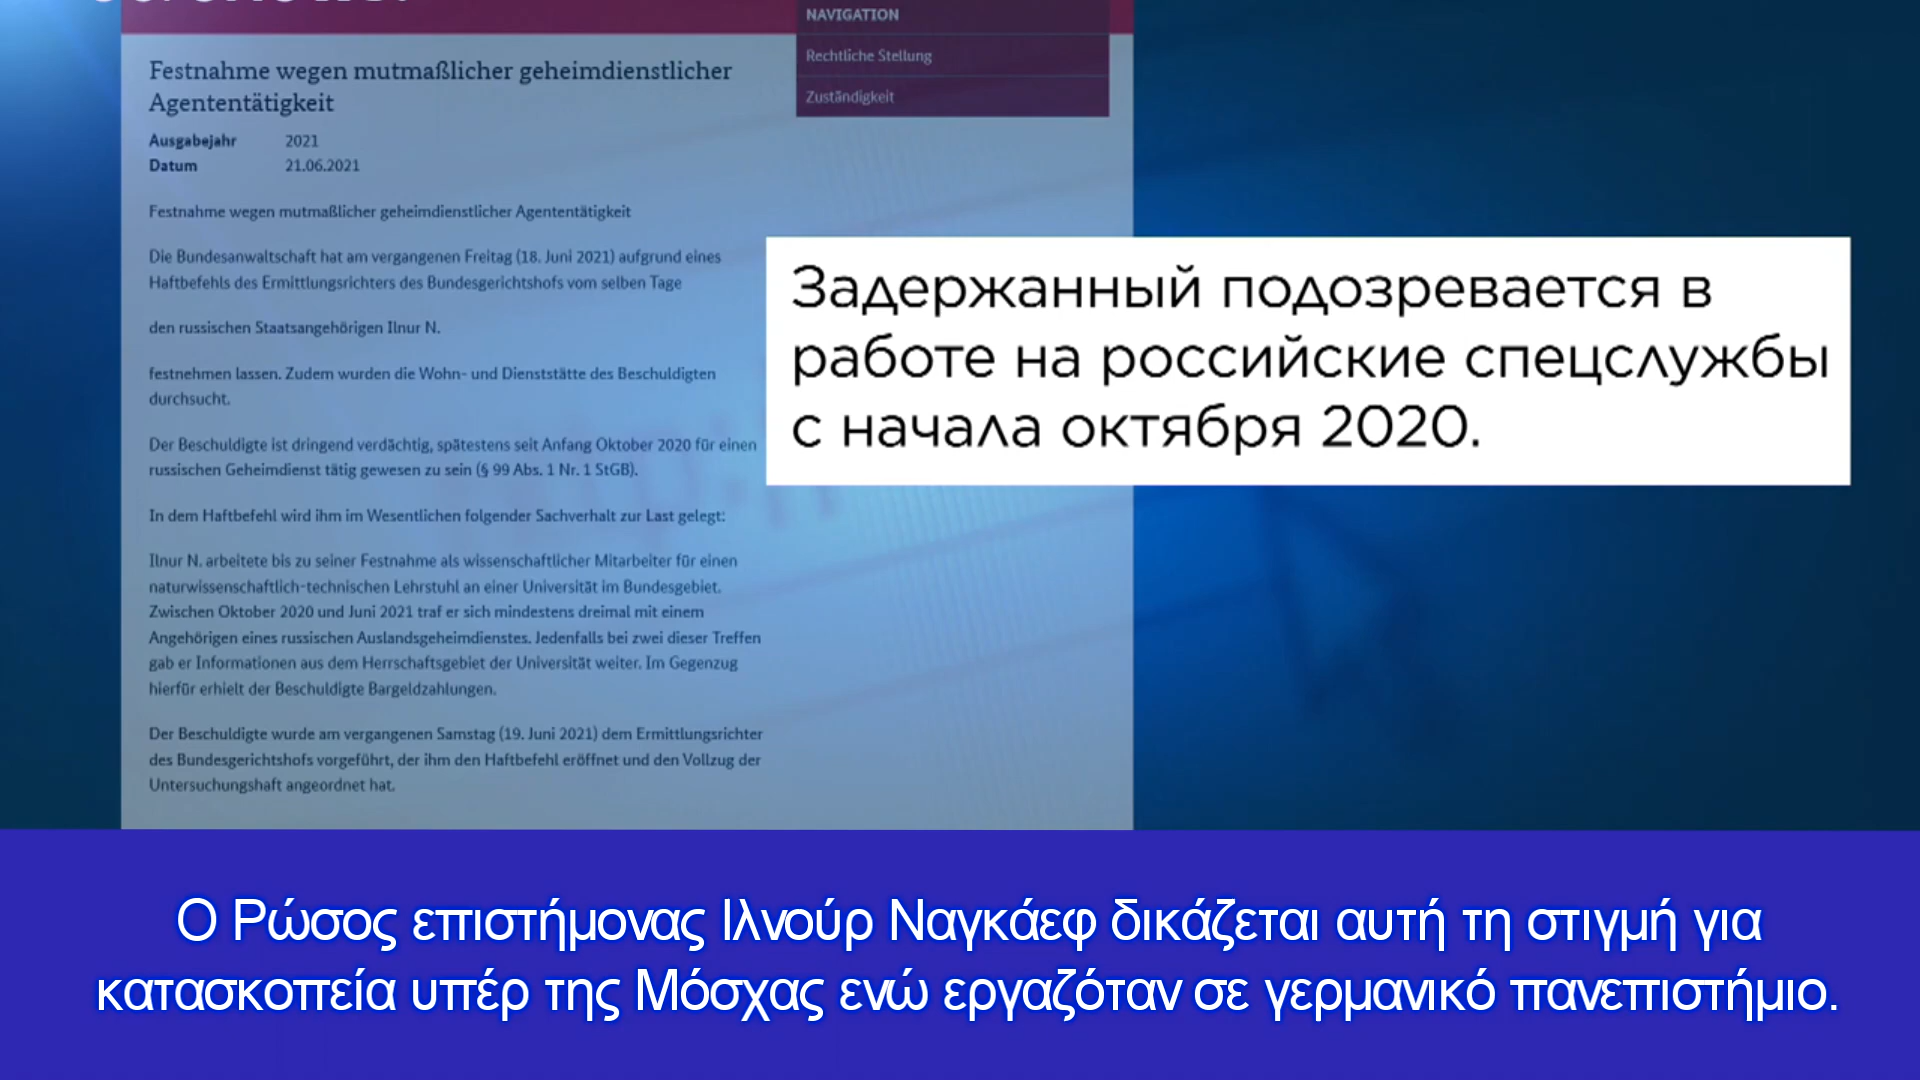 NAVIGATION
Rechtliche Stellung
Zuständigkeit
Festnahme wegen mutmaßlicher geheimdienstlicher
Agententätigkeit
Ausgabejahr 2021
Datum 21.06.2021
Festnahme wegen mutmaßlicher geheimdienstlicher Agententätigkeit
Die Bundesanwaltschaft hat am vergangenen Freitag (18. Juni 2021) aufgrund eines
Haftbefehls des Ermittlungsrichters des Bundesgerichtshofs vom selben Tage
den russischen Staatsangehörigen Ilnur N.
festnehmen lassen. Zudem wurden die Wohn- und Dienststätte des Beschuldigten
durchsucht.
Der Beschuldigte ist dringend verdächtig, spätestens seit Anfang Oktober 2020 für einen
russischen Geheimdienst tätig gewesen zu sein (§ 99 Abs. 1 Nr. 1 StGB).
In dem Haftbefehl wird ihm im Wesentlichen folgender Sachverhalt zur Last gelegt:
Ilnur N. arbeitete bis zu seiner Festnahme als wissenschaftlicher Mitarbeiter für einen
naturwissenschaftlich-technischen Lehrstuhl an einer Universität im Bundesgebiet.
Zwischen Oktober 2020 und Juni 2021 traf er sich mindestens dreimal mit einem
Angehörigen eines russischen Auslandsgeheimdienstes. Jedenfalls bei zwei dieser Treffen
gab er Informationen aus dem Herrschaftsgebiet der Universität weiter. Im Gegenzug
hierfür erhielt der Beschuldigte Bargeldzahlungen.
Der Beschuldigte wurde am vergangenen Samstag (19. Juni 2021) dem Ermittlungsrichter
des Bundesgerichtshofs vorgeführt, der ihm den Haftbefehl eröffnet und den Vollzug der
Untersuchungshaft angeordnet hat.
Задержанный подозревается в
работе на российские спецслужбы
с начала октября 2020.
Ο Ρώσος επιστήμονας Ιλνούρ Ναγκάεφ δικάζεται αυτή τη στιγμή για
κατασκοπεία υπέρ της Μόσχας ενώ εργαζόταν σε γερμανικό πανεπιστήμιο.